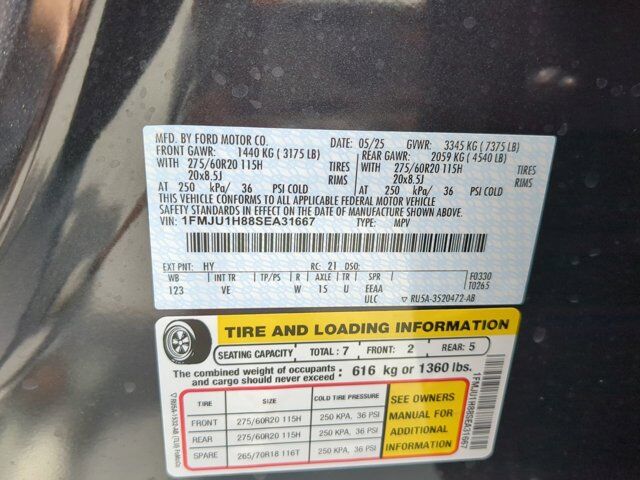 MFD. BY FORD MOTOR CO. DATE: 05/25 GVWR: 3345 KG ( 7375 LB)
FRONT GAWR: 1440 KG ( 3175 LB) REAR GAWR: 2059 KG ( 4540 LB)
WITH 275/60R20 115H TIRES WITH 275/60R20 115H TIRES
20x8.5J RIMS 20x8.5J RIMS
AT 250 kPa/ 36 PSI COLD AT 250 kPa/ 36 PSI COLD
THIS VEHICLE CONFORMS TO ALL APPLICABLE FEDERAL MOTOR VEHICLE
SAFETY STANDARDS IN EFFECT ON THE DATE OF MANUFACTURE SHOWN ABOVE.
VIN: 1FMJU1H88SEA31667 TYPE: MPV
EXT PNT: HY RC: 21 DSO:
WB INT TR TP/PS R AXLE TR SPR F0330
123 VE W 15 U EEAA T0265
ULC ▽ RU5A-3520472-AB
TIRE AND LOADING INFORMATION
SEATING CAPACITY TOTAL : 7 FRONT: 2 REAR: 5
The combined weight of occupants and cargo should never exceed : 616 kg or 1360 lbs.
TIRE SIZE COLD TIRE PRESSURE
FRONT 275/60R20 115H 250 KPA, 36 PSI
REAR 275/60R20 115H 250 KPA, 36 PSI
SPARE 265/70R18 116T 250 KPA, 36 PSI
SEE OWNERS
MANUAL FOR
ADDITIONAL
INFORMATION
1FMJU1H88SEA31667